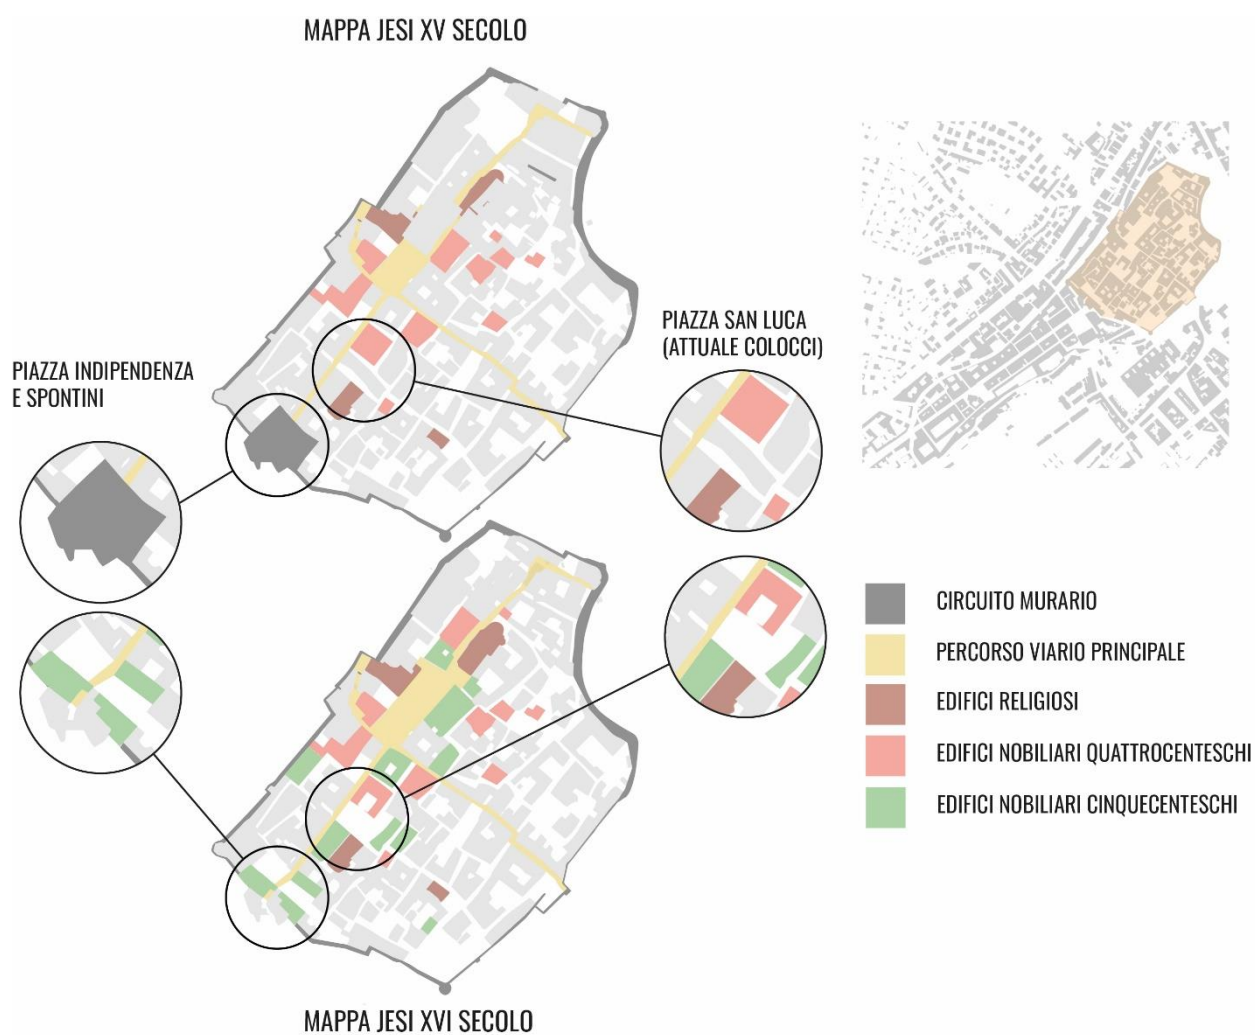 MAPPA JESI XV SECOLO
PIAZZA SAN LUCA
(ATTUALE COLOCCI)
PIAZZA INDIPENDENZA
E SPONTINI
CIRCUITO MURARIO
PERCORSO VIARIO PRINCIPALE
EDIFICI RELIGIOSI
EDIFICI NOBILIARI QUATTROCENTESCHI
EDIFICI NOBILIARI CINQUECENTESCHI
MAPPA JESI XVI SECOLO